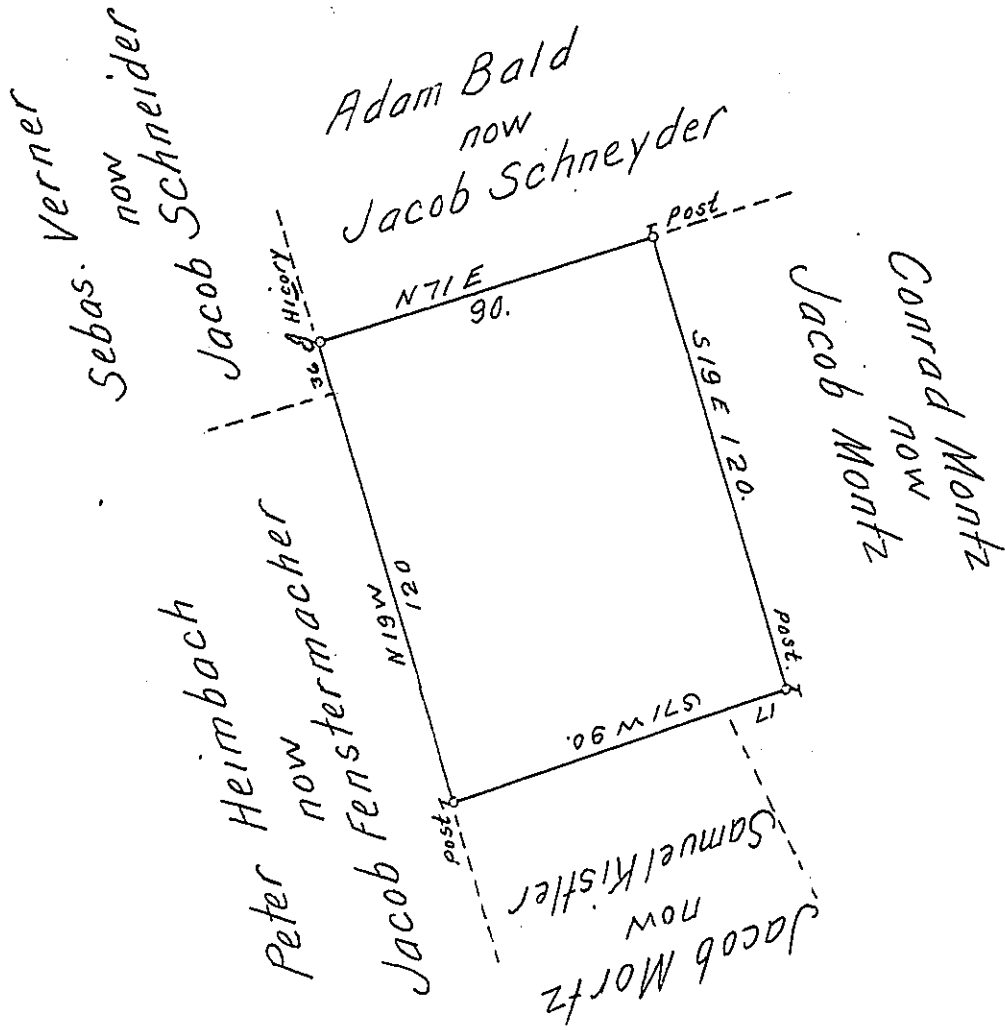 Sebas. Verner
now
Jacob Schneider
Adam Bald
now
Jacob Schneyder
Hicory
Post
N71E
90.
36
S19E 120.
Conrad Montz
now
Jacob Montz
Peter Heimbach
now
Jacob Fenstermacher
N19W
120
post.
S71W 90.
17
post
Samuel Kistler
now
Jacob Mortz